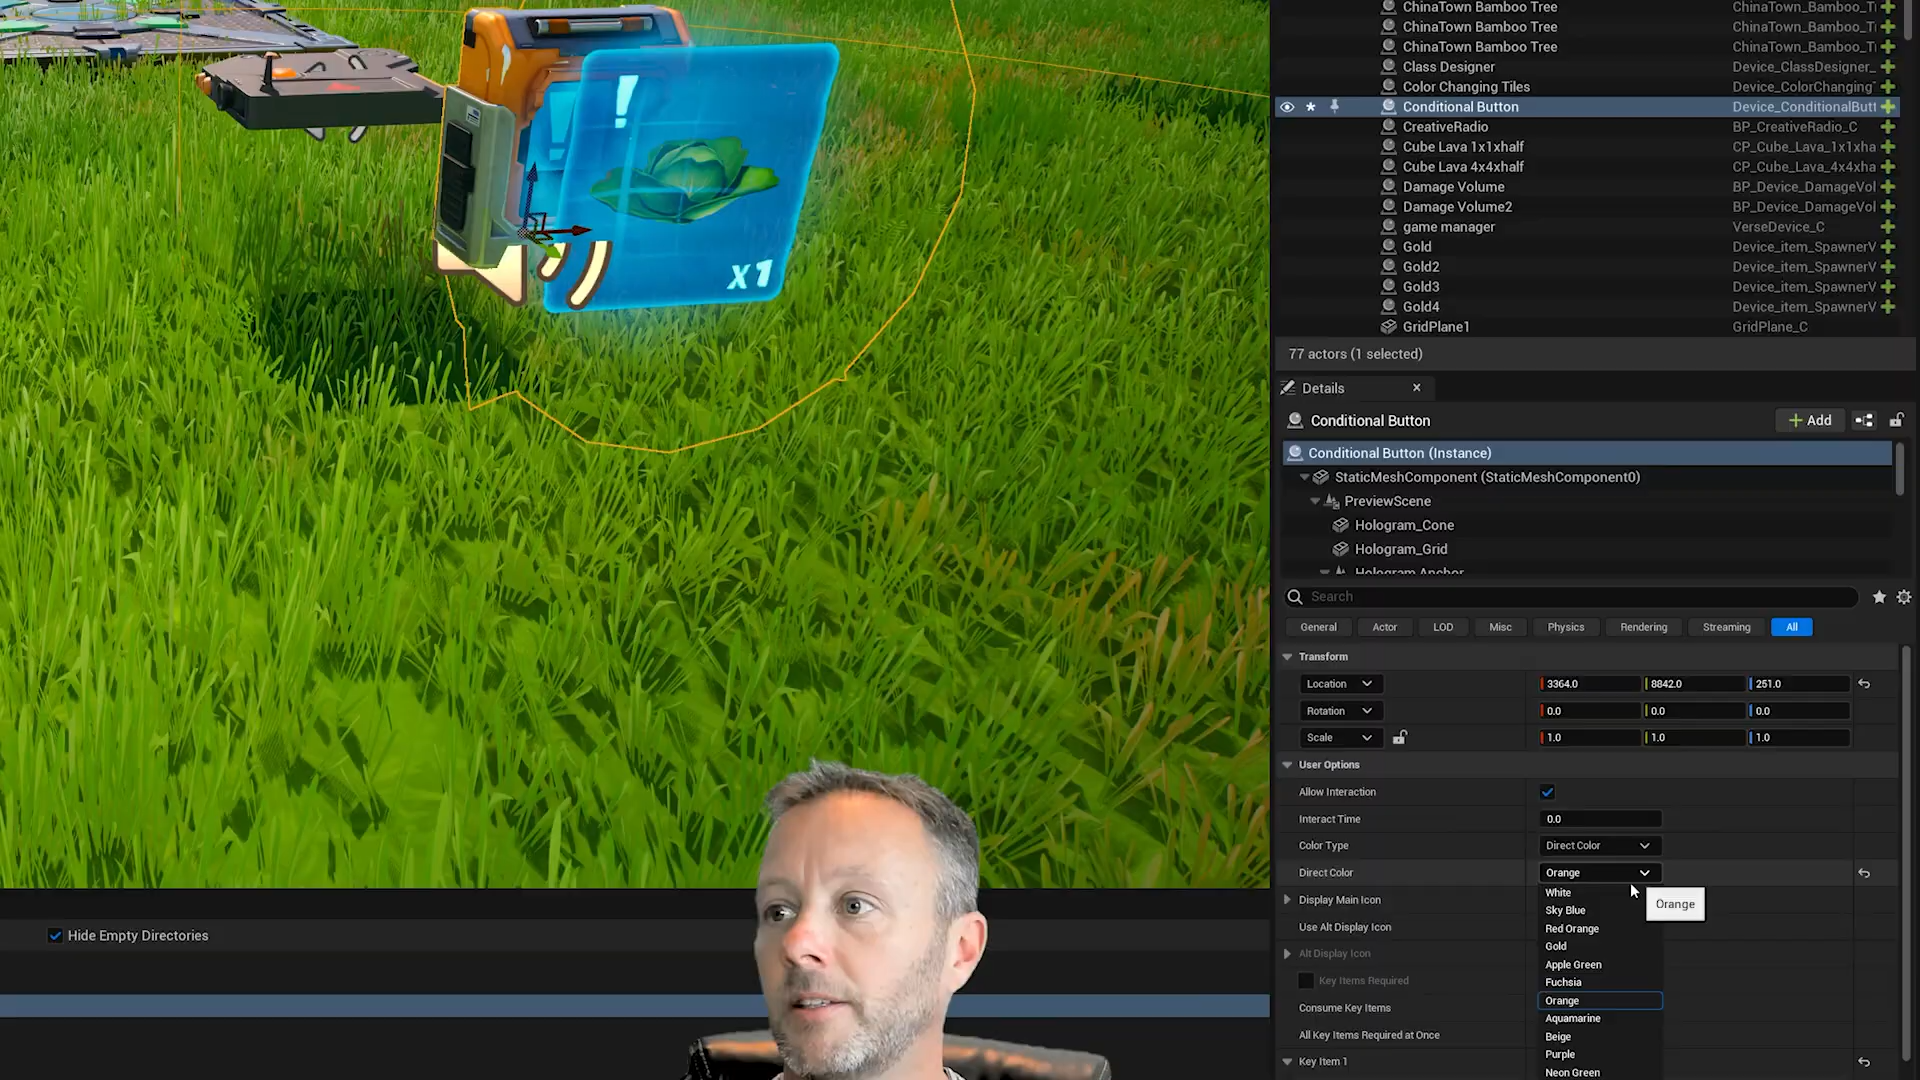 ChinaTown Bamboo Tree ChinaTown_Bamboo_Ti
ChinaTown Bamboo Tree ChinaTown_Bamboo_Ti
ChinaTown Bamboo Tree ChinaTown_Bamboo_Ti
Class Designer Device_ClassDesigner_
Color Changing Tiles Device_ColorChanging
Conditional Button Device_ConditionalButt
CreativeRadio BP_CreativeRadio_C
Cube Lava 1x1xhalf CP_Cube_Lava_1x1xha
Cube Lava 4x4xhalf CP_Cube_Lava_4x4xha
Damage Volume BP_Device_DamageVol
Damage Volume2 BP_Device_DamageVol
game manager VerseDevice_C
Gold Device_item_SpawnerV
Gold2 Device_item_SpawnerV
Gold3 Device_item_SpawnerV
Gold4 Device_item_SpawnerV
GridPlane1 GridPlane_C
!
X1
77 actors (1 selected)
Details
Conditional Button
Add
Conditional Button (Instance)
StaticMeshComponent (StaticMeshComponent0)
PreviewScene
Hologram_Cone
Hologram_Grid
Hologram Anchor
Search
General Actor LOD Misc Physics Rendering Streaming All
Transform
Location 3364.0 8842.0 251.0
Rotation 0.0 0.0 0.0
Scale 1.0 1.0 1.0
User Options
Allow Interaction
Interact Time 0.0
Color Type Direct Color
Direct Color Orange
Display Main Icon
Use Alt Display Icon
Alt Display Icon
Key Items Required
Consume Key Items
All Key Items Required at Once
Key Item 1
White
Sky Blue
Red Orange
Gold
Apple Green
Fuchsia
Orange
Aquamarine
Beige
Purple
Neon Green
Orange
Hide Empty Directories